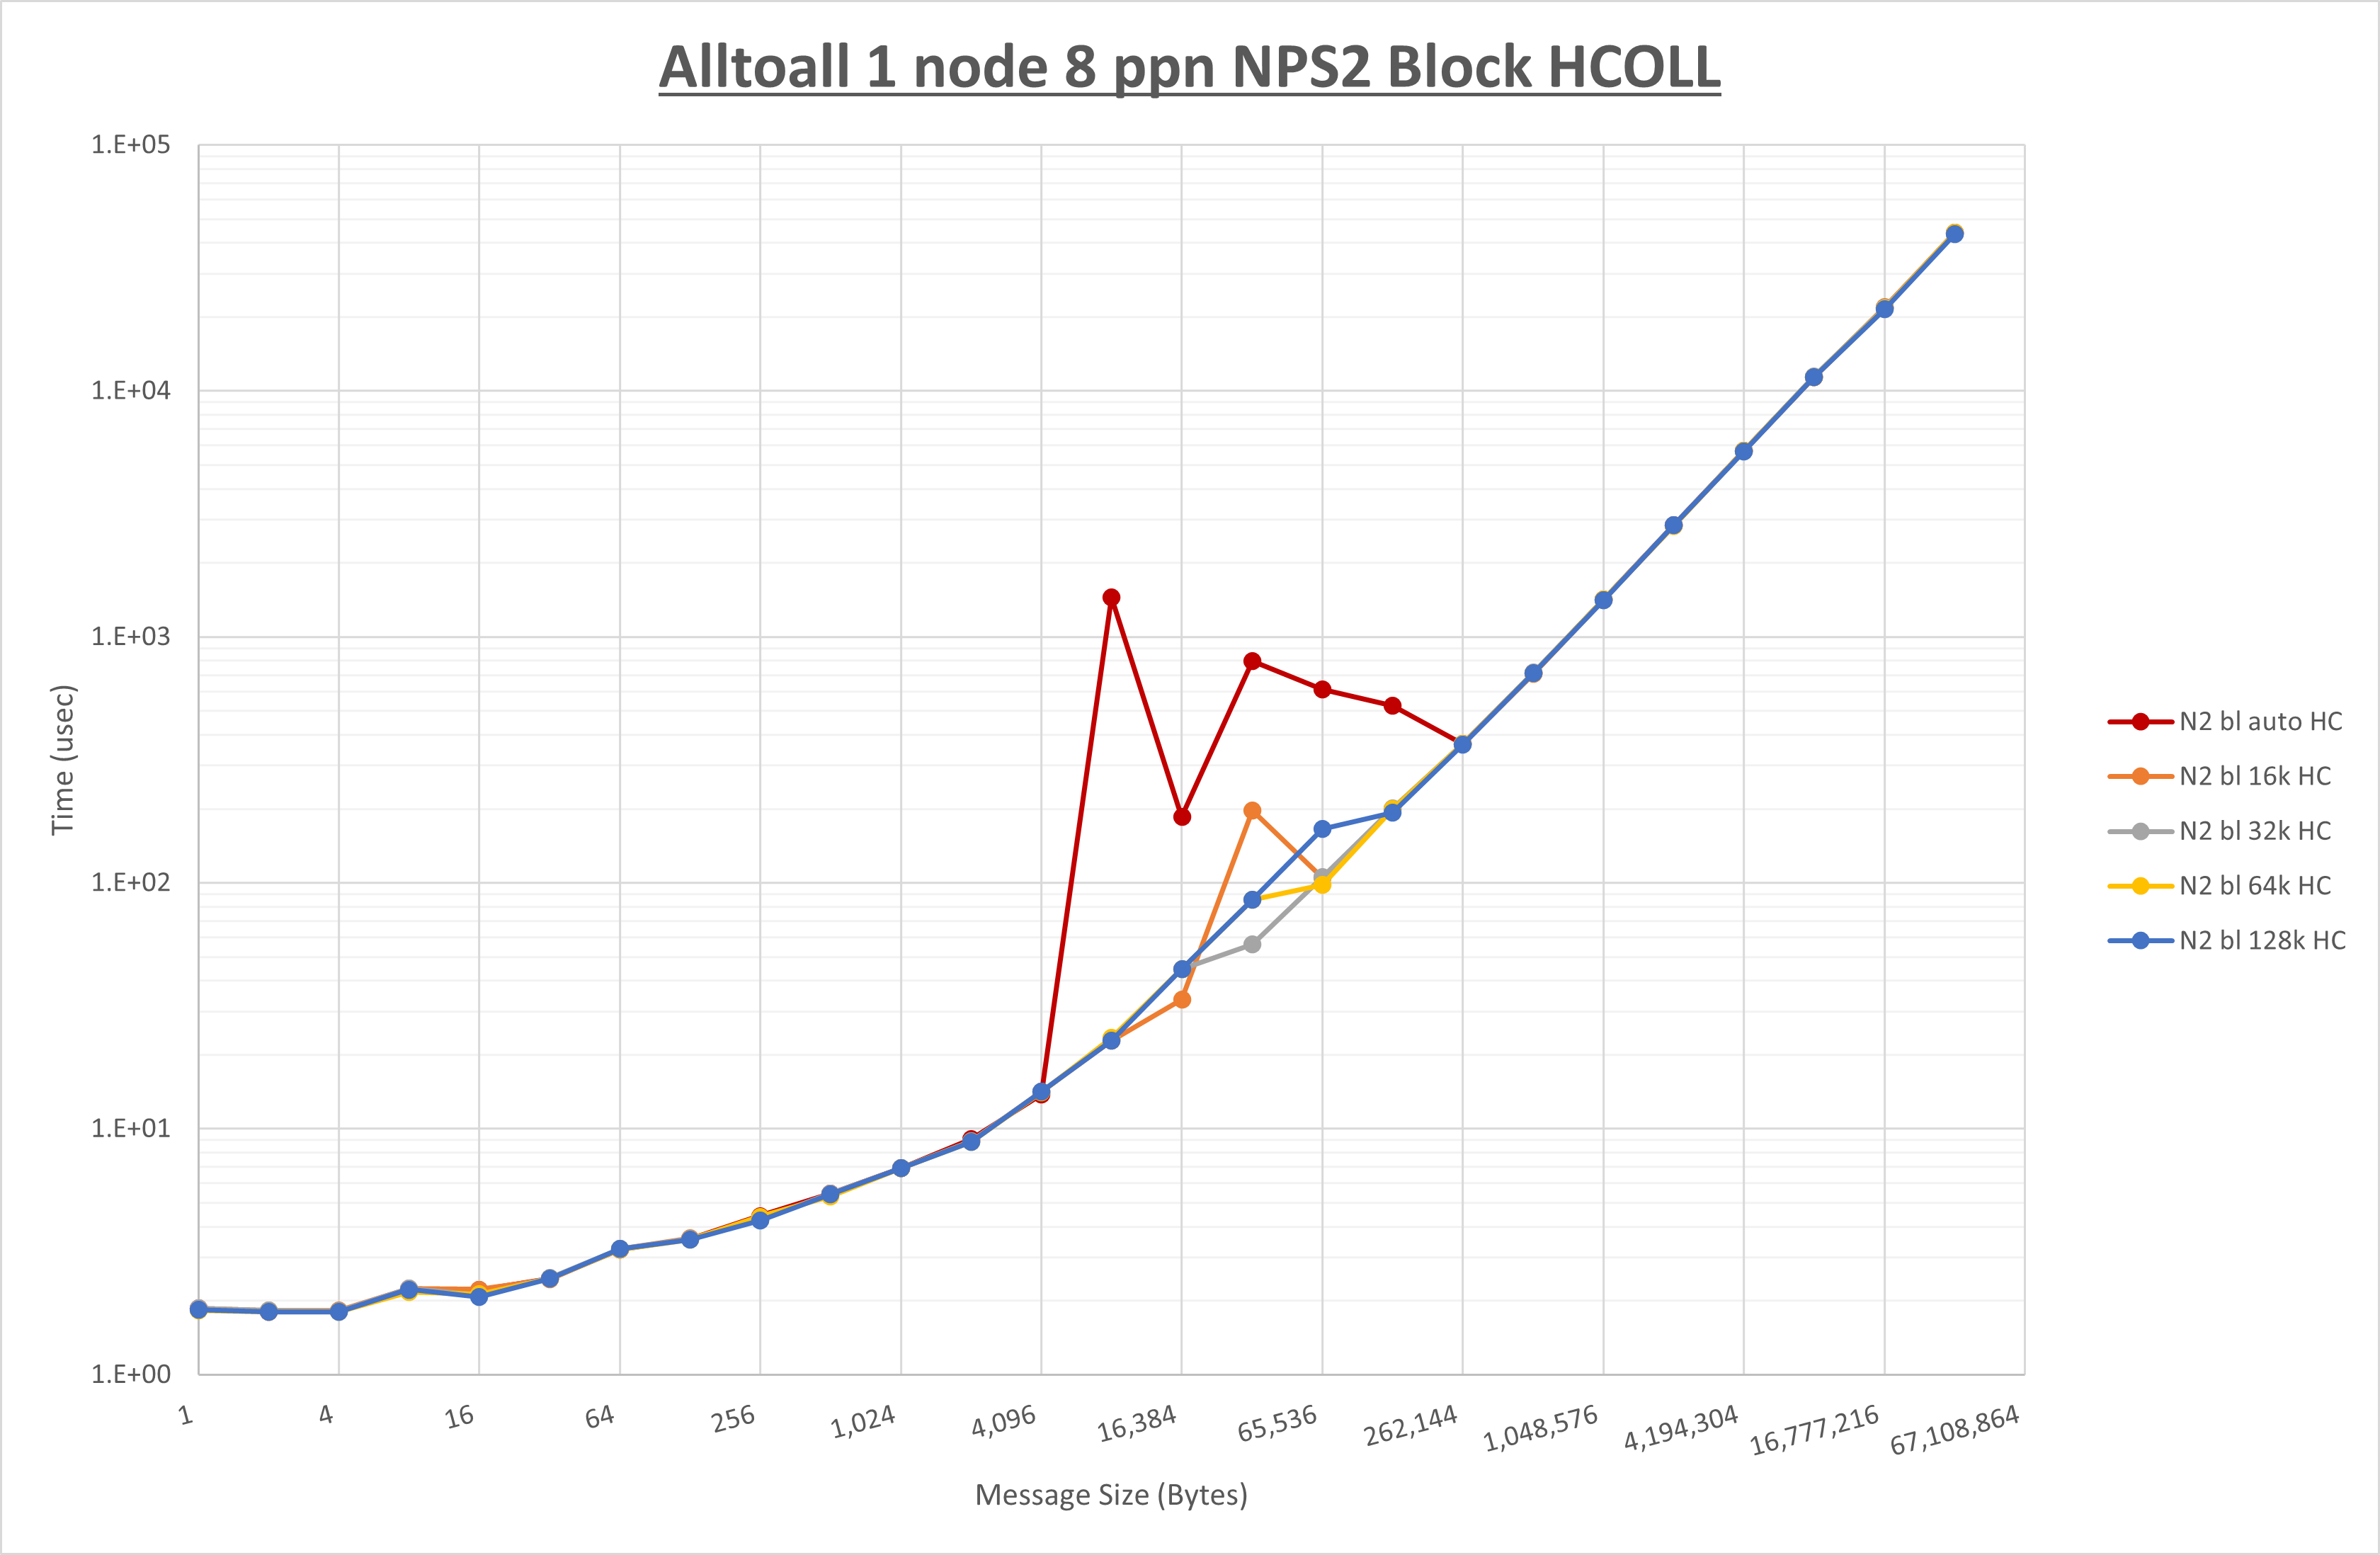 Alltoall 1 node 8 ppn NPS2 Block HCOLL
1.E+05
1.E+04
1.E+03
1.E+02
1.E+01
1.E+00
Time (usec)
1
4
16
64
256
1,024
4,096
16,384
65,536
262,144
1,048,576
4,194,304
16,777,216
67,108,864
Message Size (Bytes)
N2 bl auto HC
N2 bl 16k HC
N2 bl 32k HC
N2 bl 64k HC
N2 bl 128k HC